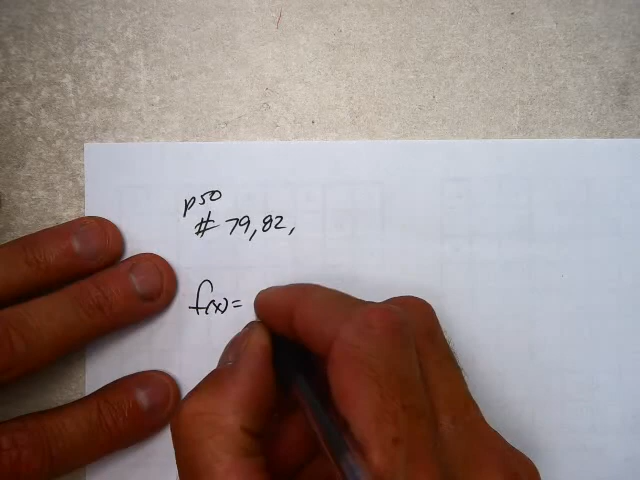 p50
# 79, 82,
f(x) =